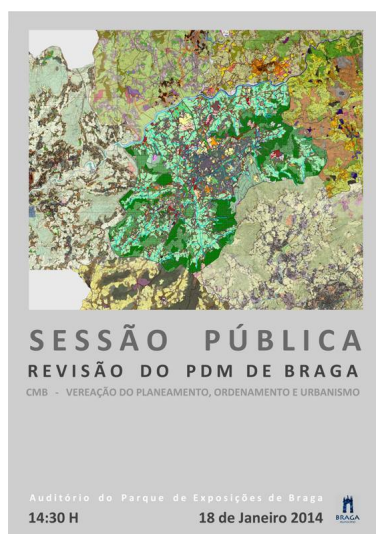 SESSÃO PÚBLICA
REVISÃO DO PDM DE BRAGA
CMB - VEREAÇÃO DO PLANEAMENTO, ORDENAMENTO E URBANISMO
Auditório do Parque de Exposições de Braga
14:30 H 18 de Janeiro 2014
BRAGA